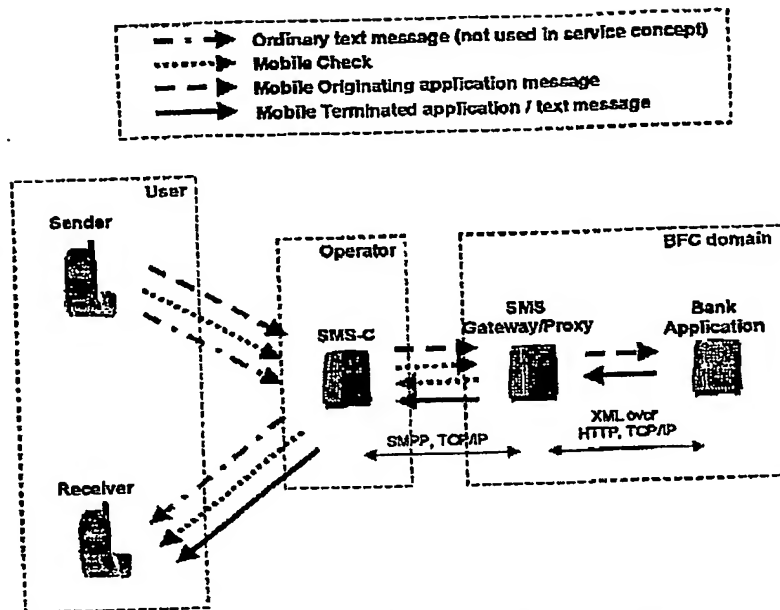 Ordinary text message (not used in service concept)
Mobile Check
Mobile Originating application message
Mobile Terminated application / text message
User
Sender
Operator
BFC domain
SMS-C
SMS
Gateway/Proxy
Bank
Application
SMPP, TCP/IP
XML over
HTTP, TCP/IP
Receiver